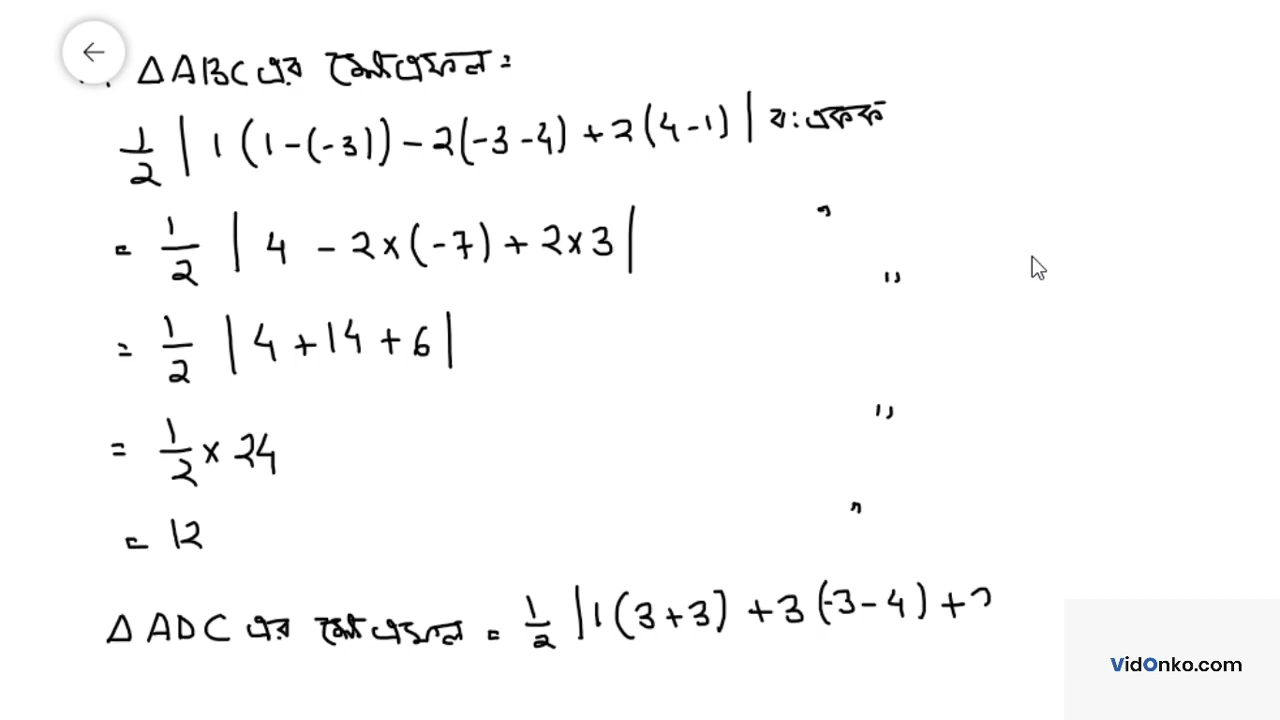 ∆ABC এর ক্ষেত্রফল =
1/2 | 1(1-(-3)) - 2(-3-4) + 2(4-1) | ব: একক
= 1/2 | 4 - 2×(-7) + 2×3 | "
= 1/2 | 4 + 14 + 6 | "
= 1/2 × 24 "
= 12 "
∆ ADC এর ক্ষেত্রফল = 1/2 | 1(3+3) + 3(-3-4) +
VidOnko.com